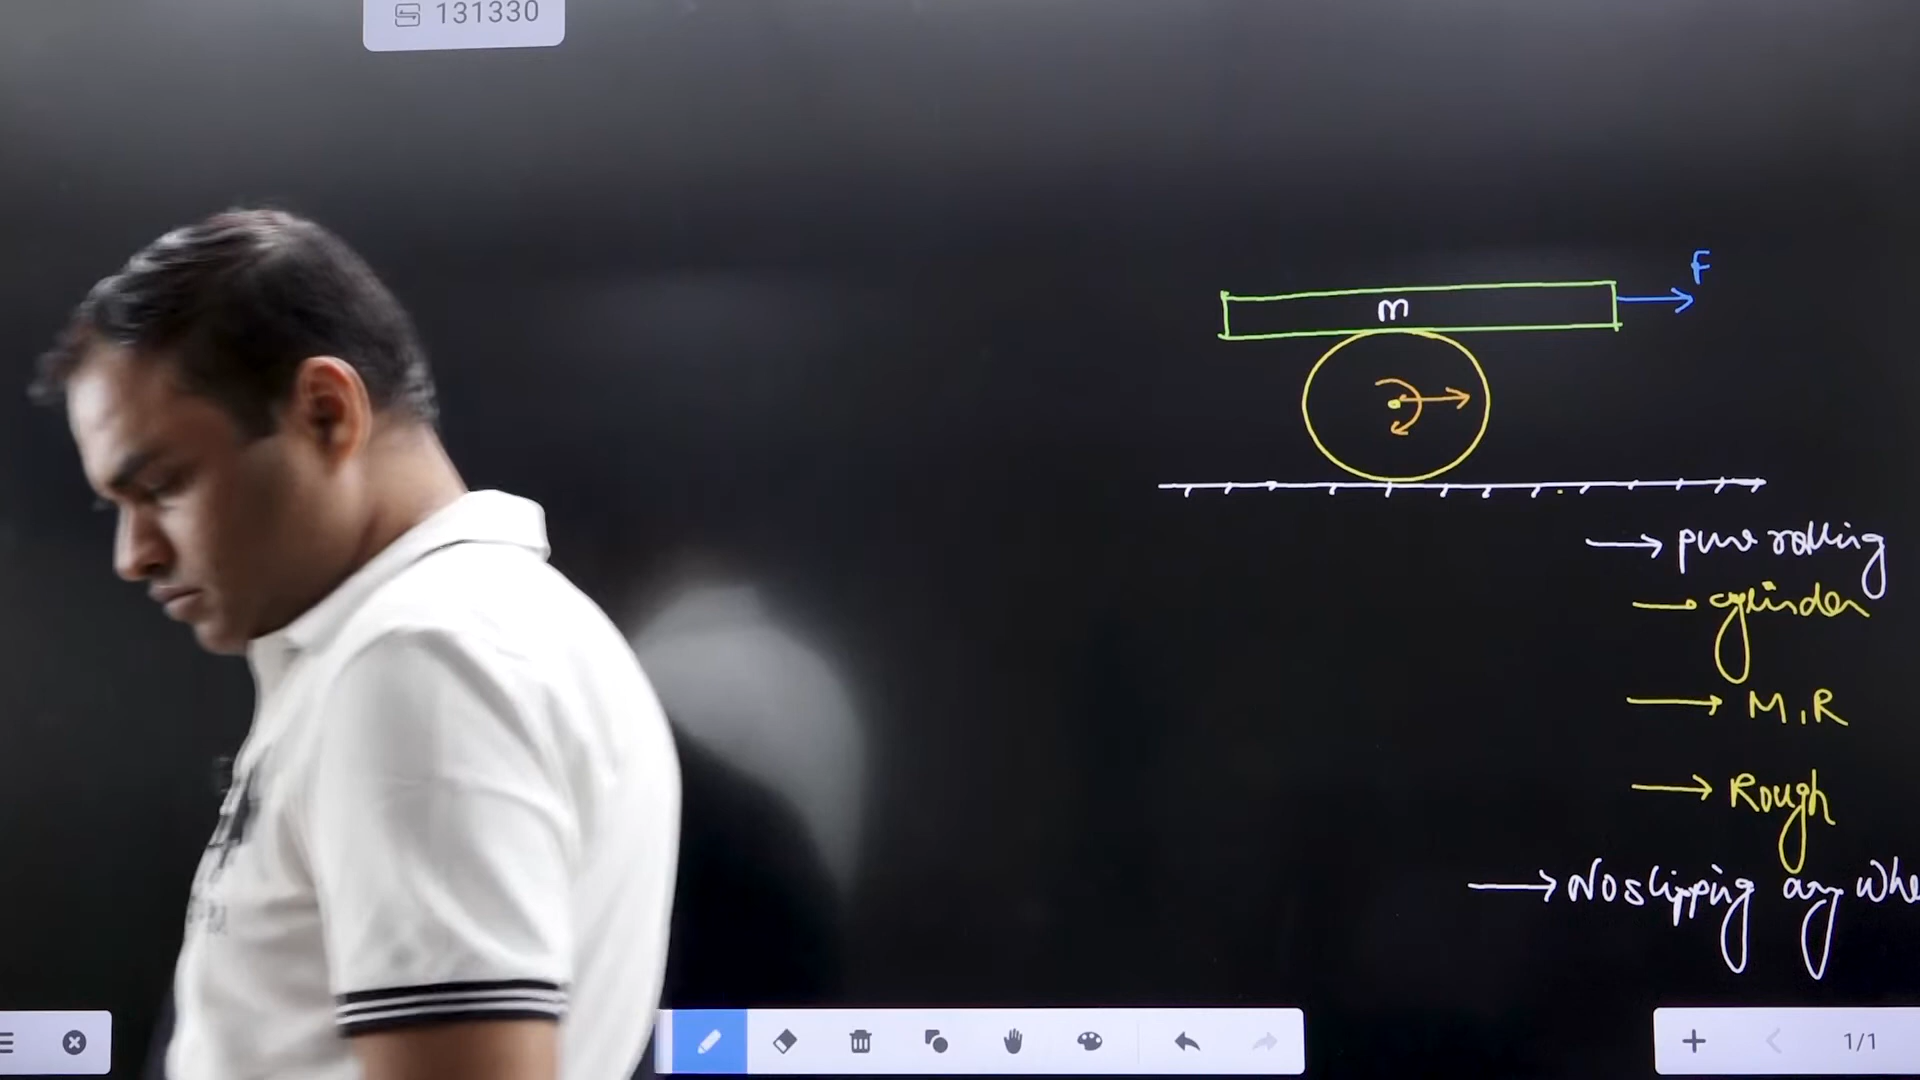 131330
F
m
→ pure rolling
→ cylinder
→ M, R
→ Rough
→ No slipping any whe
1/1